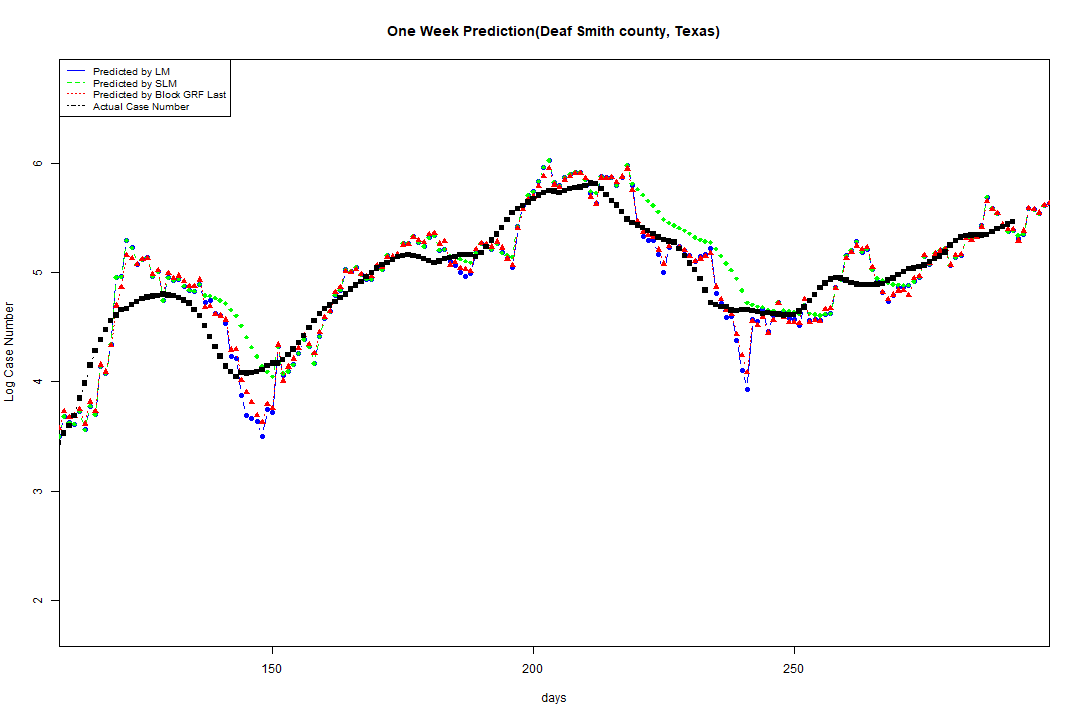 One Week Prediction(Deaf Smith county, Texas)
Predicted by LM
Predicted by SLM
Predicted by Block GRF Last
Actual Case Number
6
5
4
3
2
Log Case Number
150 200 250
days